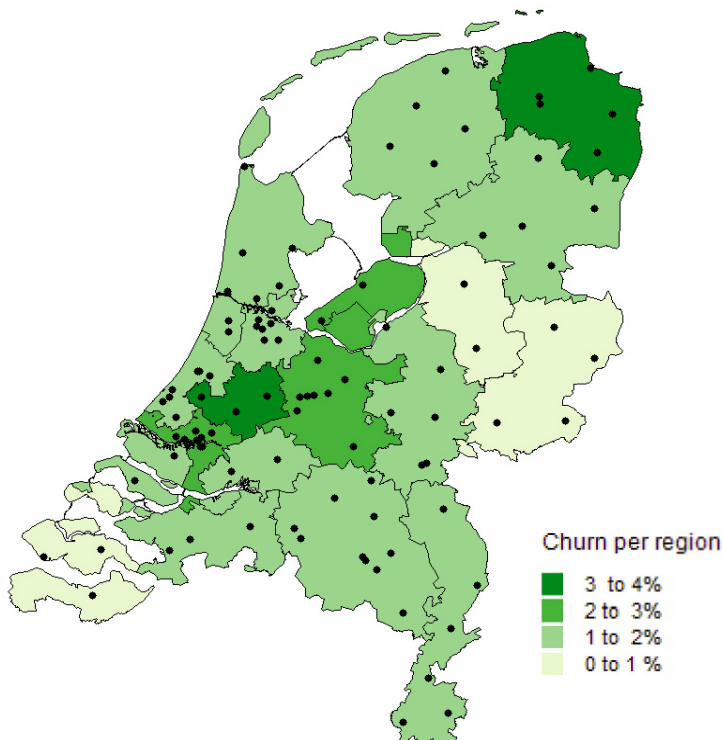 Churn per region
3 to 4%
2 to 3%
1 to 2%
0 to 1 %